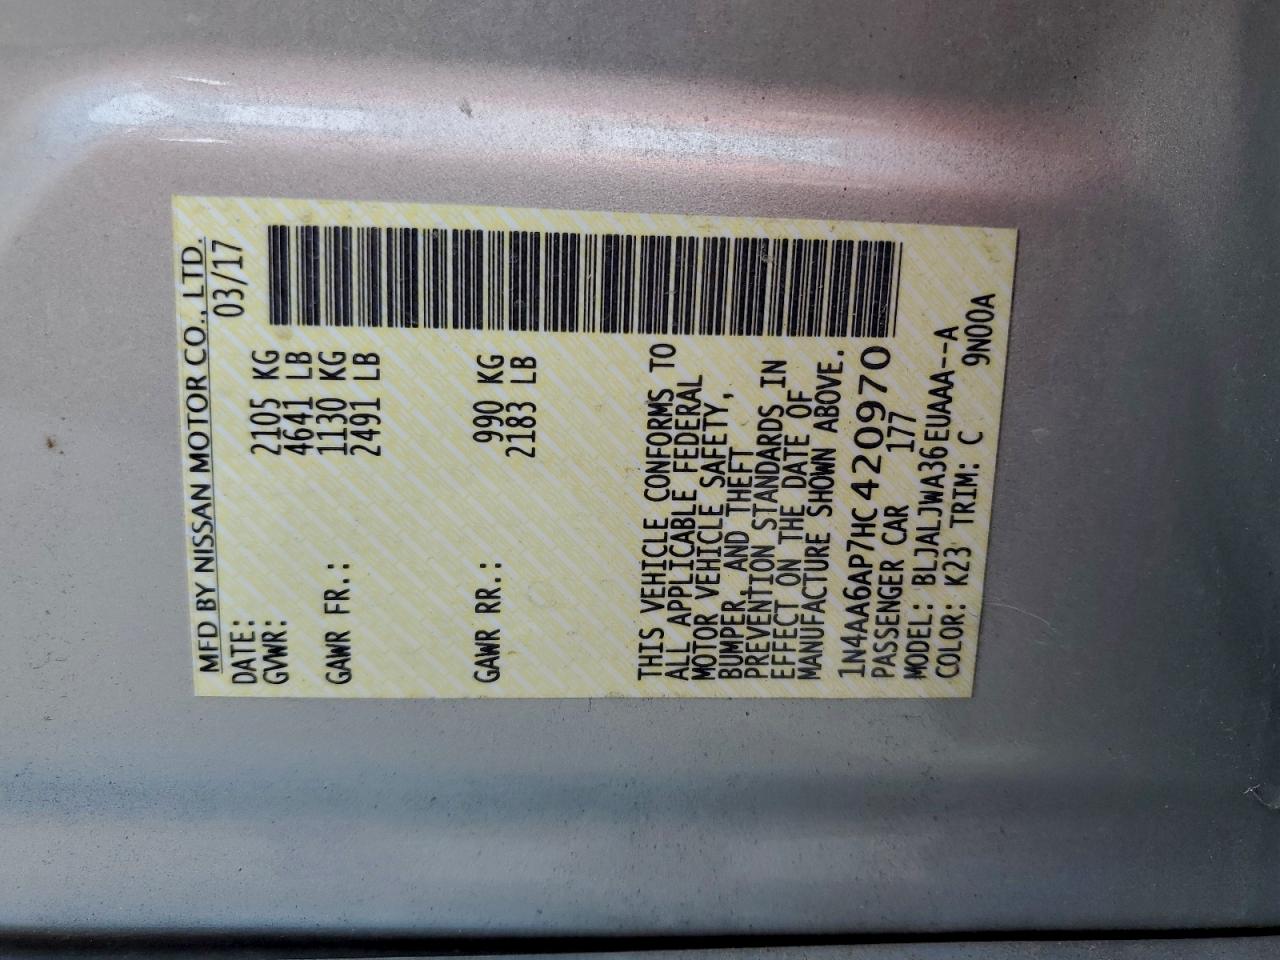 MFD BY NISSAN MOTOR CO., LTD.
DATE: 03/17
GVWR: 2105 KG
4641 LB
GAWR FR.: 1130 KG
2491 LB
GAWR RR.: 990 KG
2183 LB
THIS VEHICLE CONFORMS TO
ALL APPLICABLE FEDERAL
MOTOR VEHICLE SAFETY,
BUMPER, AND THEFT
PREVENTION STANDARDS IN
EFFECT ON THE DATE OF
MANUFACTURE SHOWN ABOVE.
1N4AA6AP7HC420970
PASSENGER CAR 177
MODEL: BLJALJWA36EUAAA--A
COLOR: K23 TRIM: C 9N00A